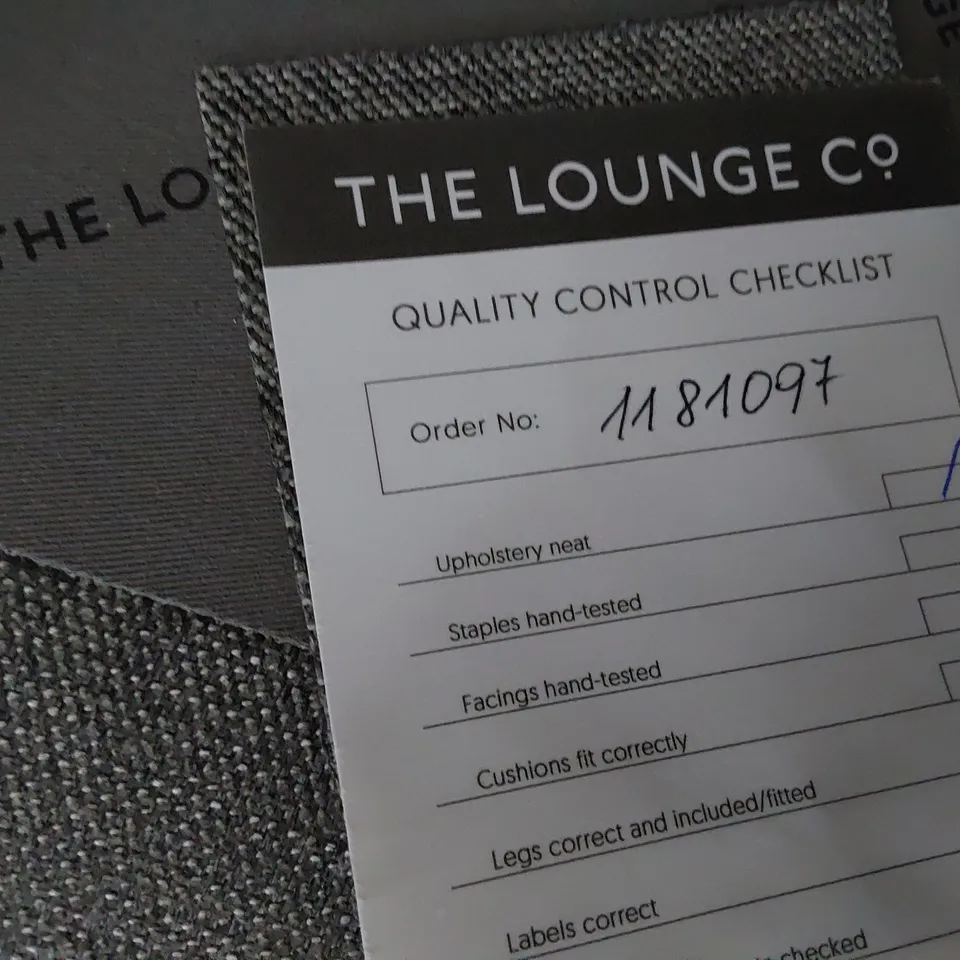 THE LO
THE LOUNGE Cº
QUALITY CONTROL CHECKLIST
Order No: 1181097
Upholstery neat
Staples hand-tested
Facings hand-tested
Cushions fit correctly
Legs correct and included/fitted
Labels correct
checked